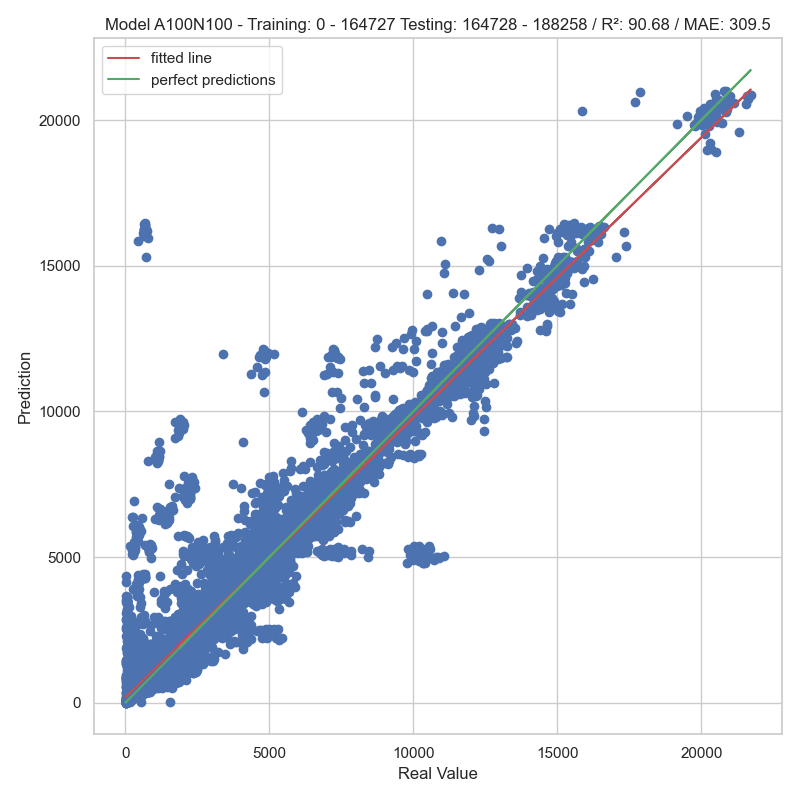 Model A100N100 - Training: 0 - 164727 Testing: 164728 - 188258 / R²: 90.68 / MAE: 309.5
fitted line
perfect predictions
20000
15000
10000
5000
0
Prediction
0 5000 10000 15000 20000
Real Value